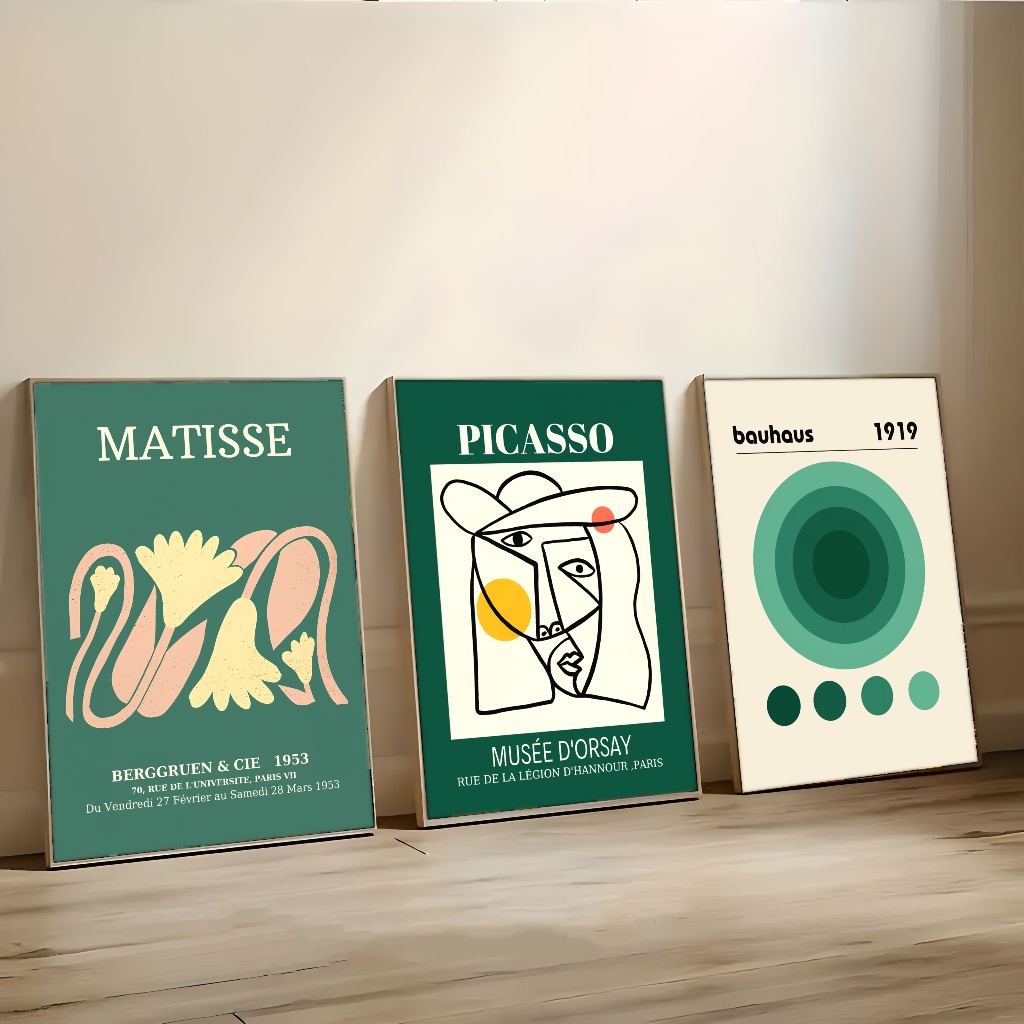 MATISSE
BERGGRUEN & CIE 1953
70, RUE DE L'UNIVERSITE, PARIS VII
Du Vendredi 27 Février au Samedi 28 Mars 1953
PICASSO
MUSÉE D'ORSAY
RUE DE LA LÉGION D'HANNOUR ,PARIS
bauhaus 1919